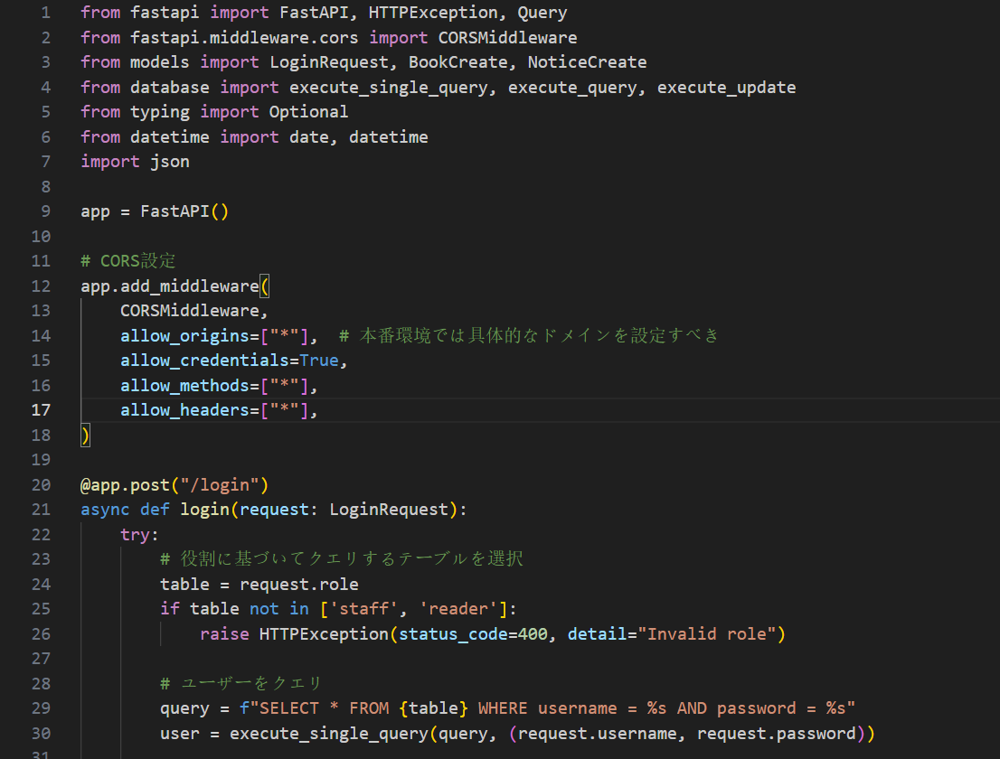 1 from fastapi import FastAPI, HTTPException, Query
2 from fastapi.middleware.cors import CORSMiddleware
3 from models import LoginRequest, BookCreate, NoticeCreate
4 from database import execute_single_query, execute_query, execute_update
5 from typing import Optional
6 from datetime import date, datetime
7 import json
8
9 app = FastAPI()
10
11 # CORS設定
12 app.add_middleware(
13     CORSMiddleware,
14     allow_origins=["*"],  # 本番環境では具体的なドメインを設定すべき
15     allow_credentials=True,
16     allow_methods=["*"],
17     allow_headers=["*"],
18 )
19
20 @app.post("/login")
21 async def login(request: LoginRequest):
22     try:
23         # 役割に基づいてクエリするテーブルを選択
24         table = request.role
25         if table not in ['staff', 'reader']:
26             raise HTTPException(status_code=400, detail="Invalid role")
27
28         # ユーザーをクエリ
29         query = f"SELECT * FROM {table} WHERE username = %s AND password = %s"
30         user = execute_single_query(query, (request.username, request.password))
31